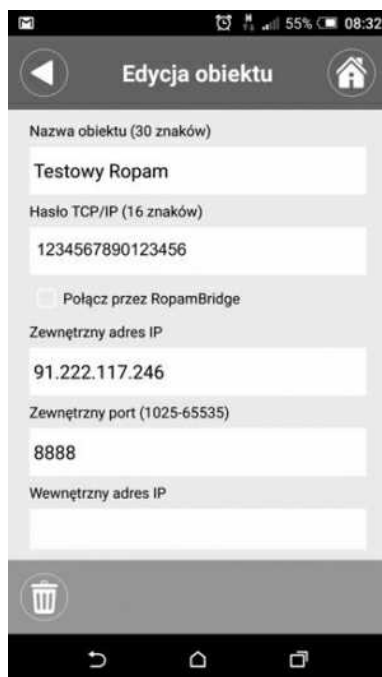 55% 08:32
Edycja obiektu
Nazwa obiektu (30 znaków)
Testowy Ropam
Hasło TCP/IP (16 znaków)
1234567890123456
Połącz przez RopamBridge
Zewnętrzny adres IP
91.222.117.246
Zewnętrzny port (1025-65535)
8888
Wewnętrzny adres IP